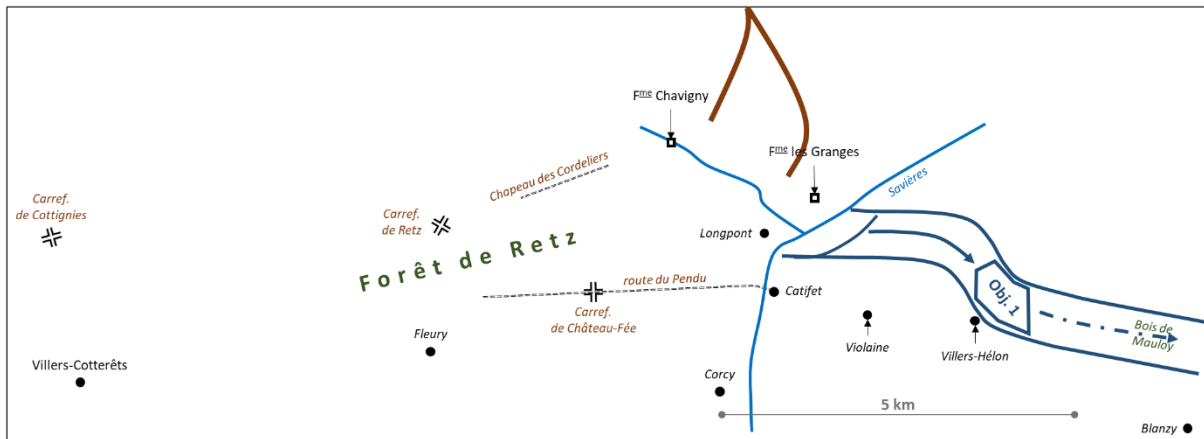 Fme Chavigny
Fme les Granges
Chapeau des Cordeliers
Savières
Carref.
de Cottignies
Carref.
de Retz
Longpont
Forêt de Retz
route du Pendu
Catifet
Obj. 1
Carref.
de Château-Fée
Fleury
Violaine
Villers-Hélon
Bois de
Mauloy
Villers-Cotterêts
Corcy
5 km
Blanzy